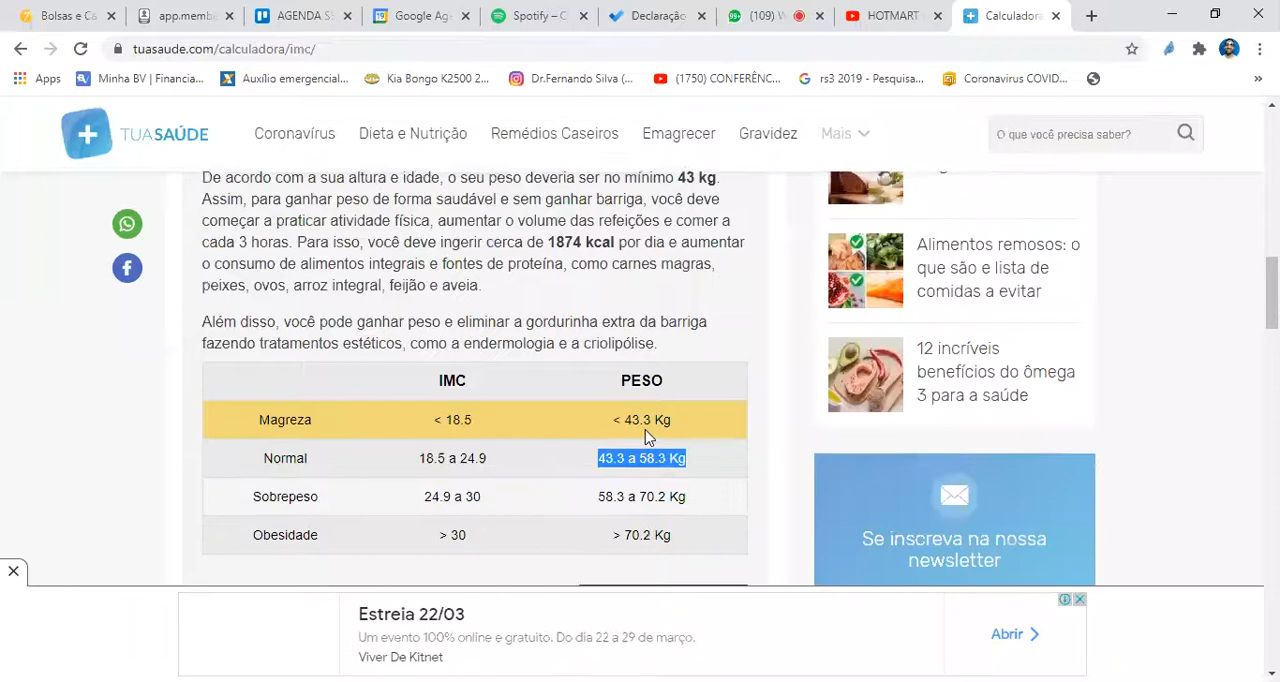 Bolsas e Cá
app.membe
AGENDA S
Google Ag
Spotify – C
Declaração
(109) W
HOTMART
Calculadora
tuasaude.com/calculadora/imc/
Apps
Minha BV | Financia...
Auxílio emergencial...
Kia Bongo K2500 2...
Dr.Fernando Silva (...
(1750) CONFERÊNC...
rs3 2019 - Pesquisa...
Coronavírus COVID...
»
TUASAÚDE
Coronavírus
Dieta e Nutrição
Remédios Caseiros
Emagrecer
Gravidez
Mais
O que você precisa saber?
De acordo com a sua altura e idade, o seu peso deveria ser no mínimo 43 kg.
Assim, para ganhar peso de forma saudável e sem ganhar barriga, você deve
começar a praticar atividade física, aumentar o volume das refeições e comer a
cada 3 horas. Para isso, você deve ingerir cerca de 1874 kcal por dia e aumentar
o consumo de alimentos integrais e fontes de proteína, como carnes magras,
peixes, ovos, arroz integral, feijão e aveia.
Além disso, você pode ganhar peso e eliminar a gordurinha extra da barriga
fazendo tratamentos estéticos, como a endermologia e a criolipólise.
IMC PESO
Magreza < 18.5 < 43.3 Kg
Normal 18.5 a 24.9 43.3 a 58.3 Kg
Sobrepeso 24.9 a 30 58.3 a 70.2 Kg
Obesidade > 30 > 70.2 Kg
Alimentos remosos: o
que são e lista de
comidas a evitar
12 incríveis
benefícios do ômega
3 para a saúde
Se inscreva na nossa
newsletter
Estreia 22/03
Um evento 100% online e gratuito. Do dia 22 a 29 de março.
Viver De Kitnet
Abrir